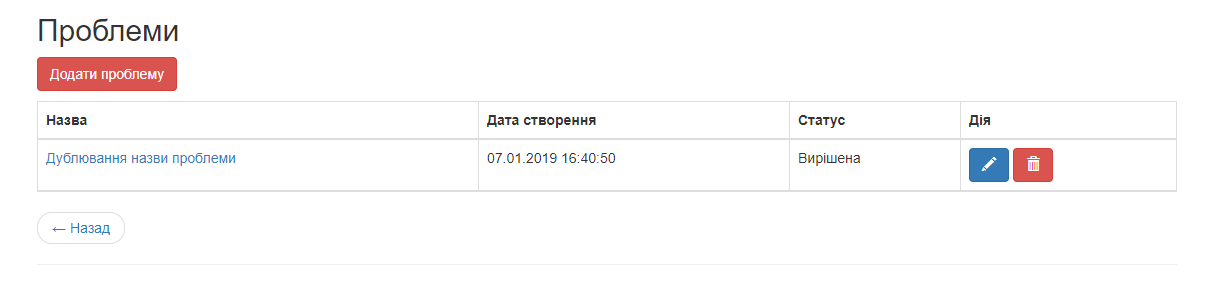 Проблеми
Додати проблему
Назва Дата створення Статус Дія
Дублювання назви проблеми 07.01.2019 16:40:50 Вирішена
← Назад